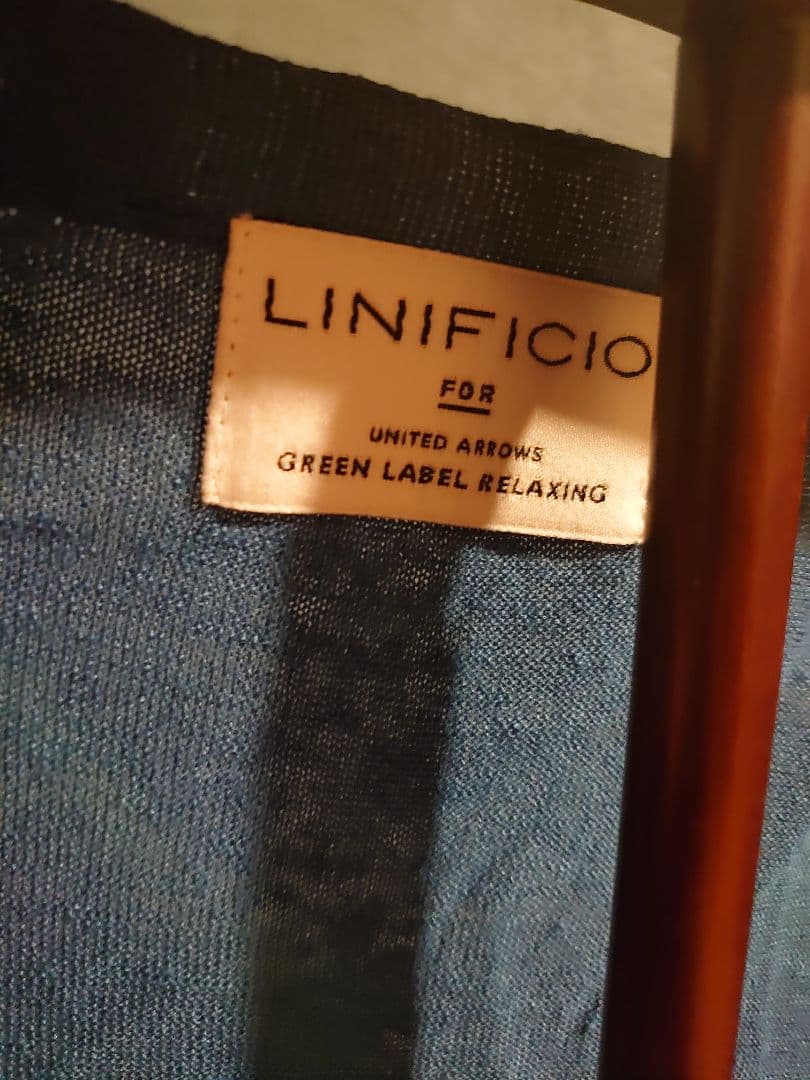 LINIFICIO
FOR
UNITED ARROWS
GREEN LABEL RELAXING